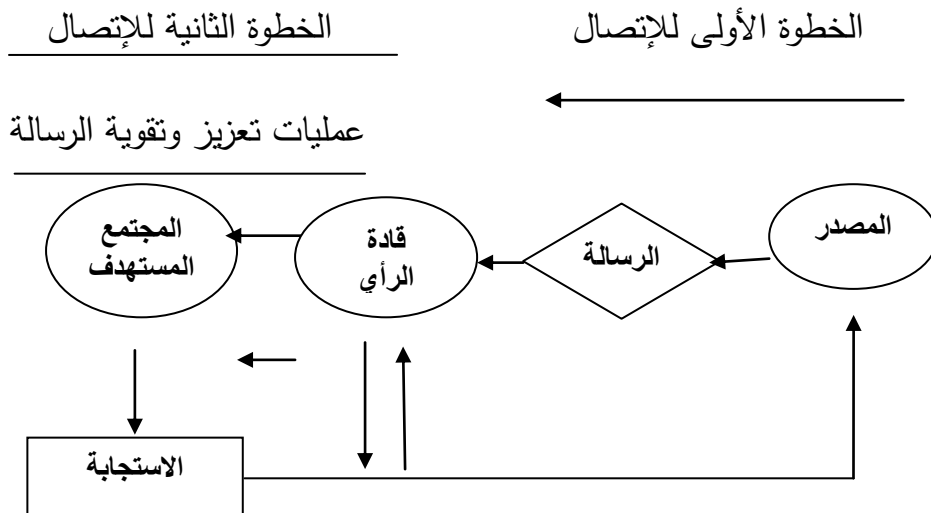 الخطوة الأولى للإتصال
الخطوة الثانية للإتصال
عمليات تعزيز وتقوية الرسالة
المصدر
الرسالة
قادة
الرأي
المجتمع
المستهدف
الاستجابة